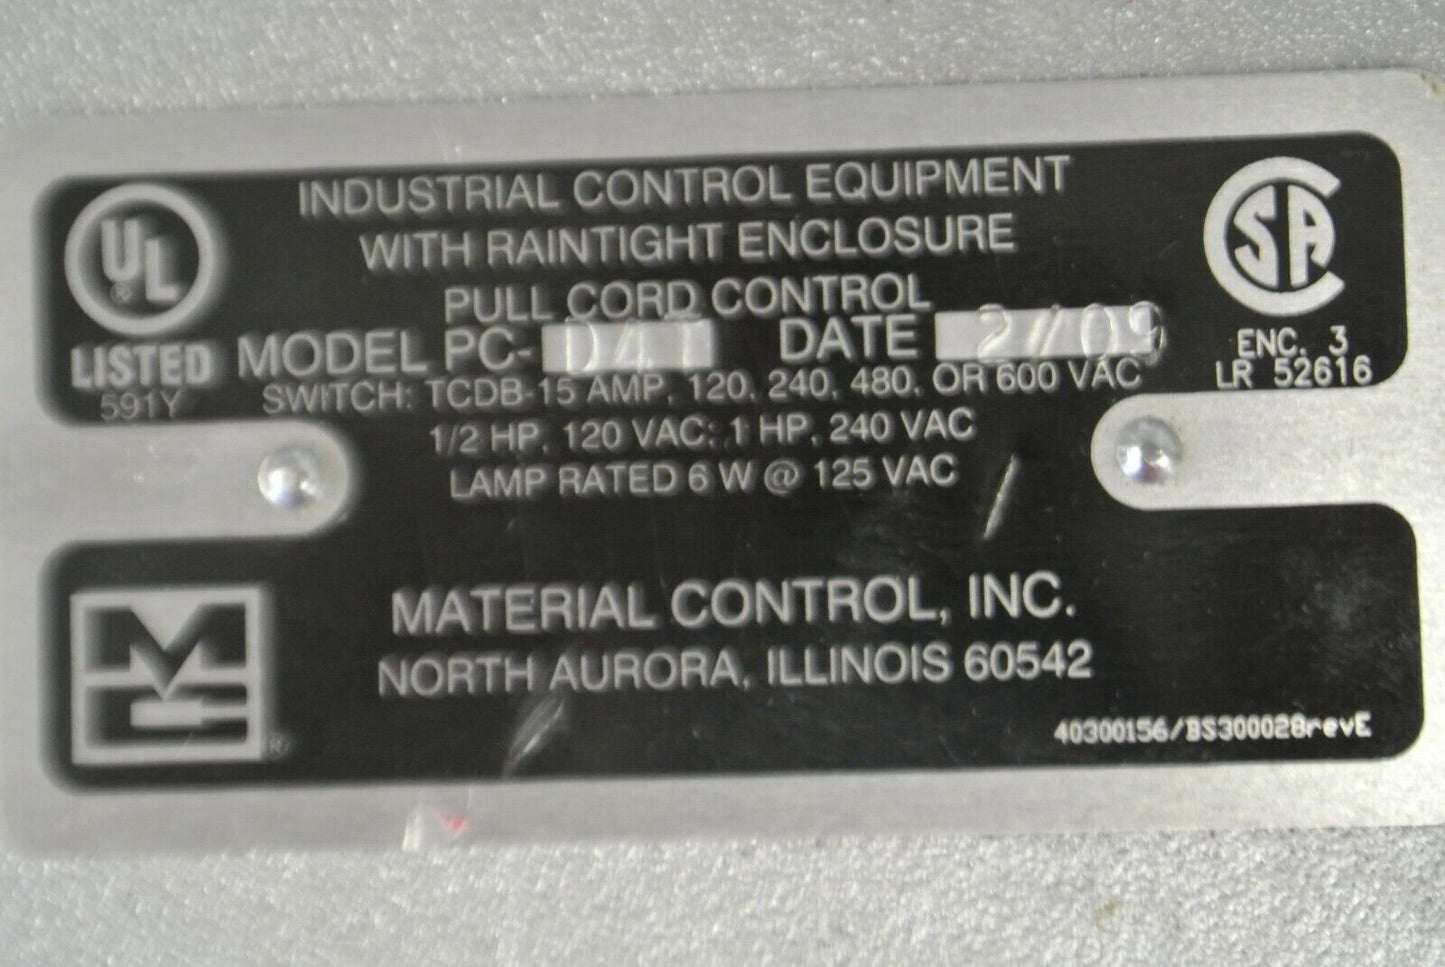 UL
®
LISTED
591Y
INDUSTRIAL CONTROL EQUIPMENT
WITH RAINTIGHT ENCLOSURE
PULL CORD CONTROL
MODEL PC- DATE
SWITCH: TCDB-15 AMP, 120, 240, 480, OR 600 VAC
1/2 HP, 120 VAC; 1 HP, 240 VAC
LAMP RATED 6 W @ 125 VAC
SA
ENC. 3
LR 52616
MATERIAL CONTROL, INC.
NORTH AURORA, ILLINOIS 60542
®
40300156/BS300028revE